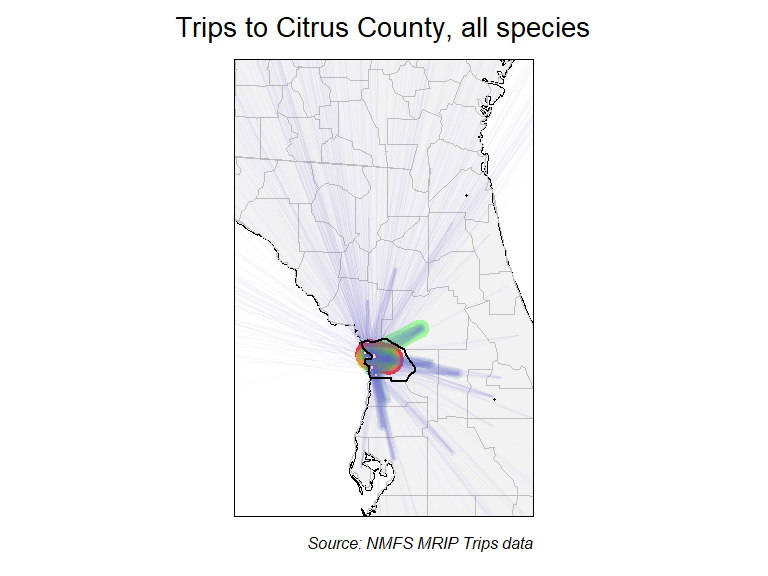 Trips to Citrus County, all species
Source: NMFS MRIP Trips data